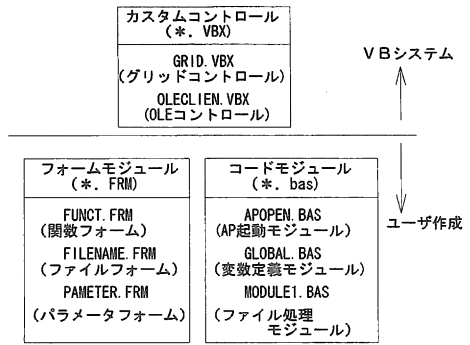 カスタムコントロール
(*. VBX)
GRID.VBX
(グリッドコントロール)
OLECLIEN.VBX
(OLEコントロール)
VBシステム
フォームモジュール
(*. FRM)
FUNCT.FRM
(関数フォーム)
FILENAME.FRM
(ファイルフォーム)
PAMETER.FRM
(パラメータフォーム)
コードモジュール
(*. bas)
APOPEN.BAS
(AP起動モジュール)
GLOBAL.BAS
(変数定義モジュール)
MODULE1.BAS
(ファイル処理
モジュール)
ユーザ作成